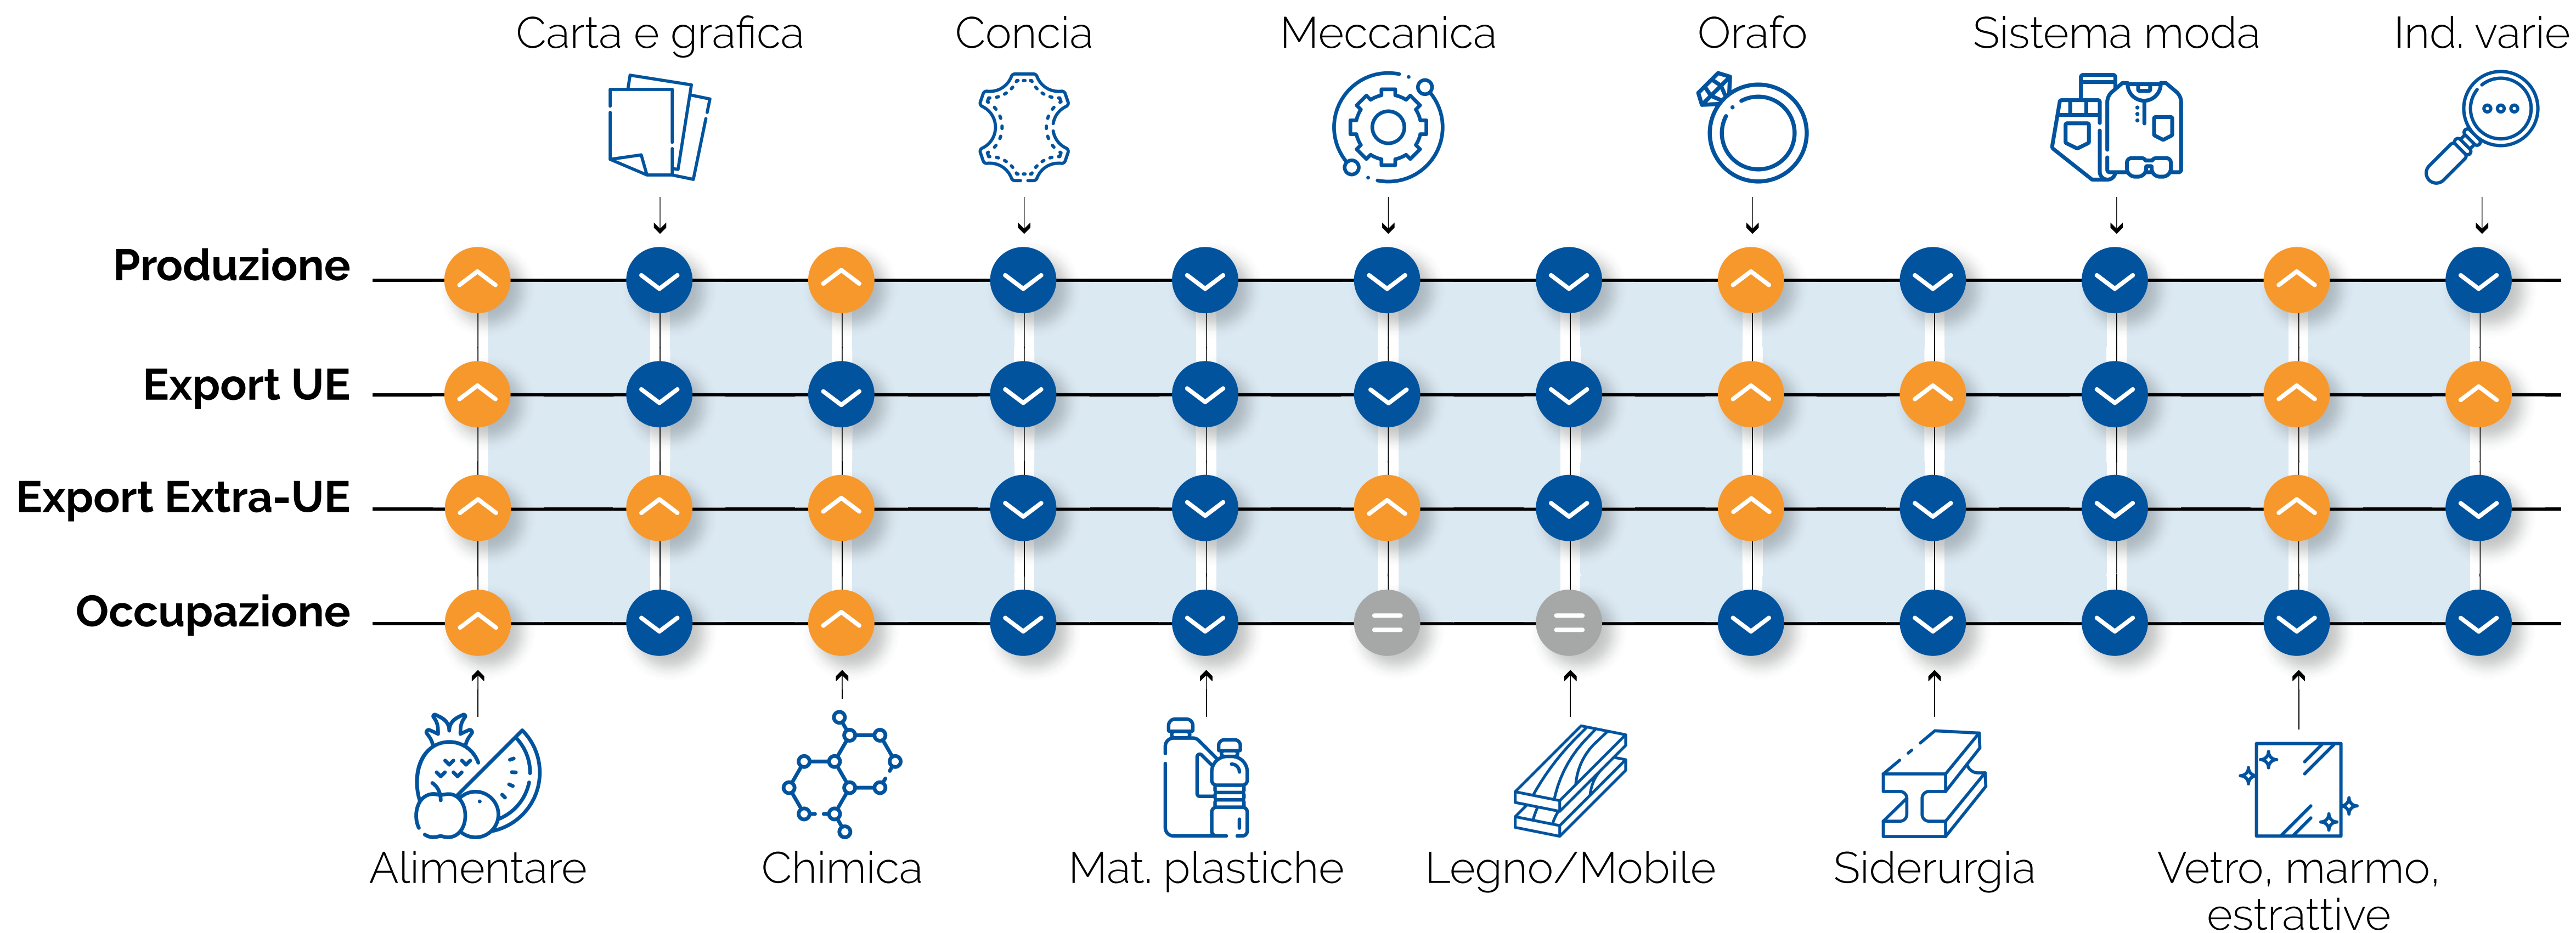 Carta e grafica
Concia
Meccanica
Orafo
Sistema moda
Ind. varie
Produzione
Export UE
Export Extra-UE
Occupazione
Alimentare
Chimica
Mat. plastiche
Legno/Mobile
Siderurgia
Vetro, marmo,
estrattive